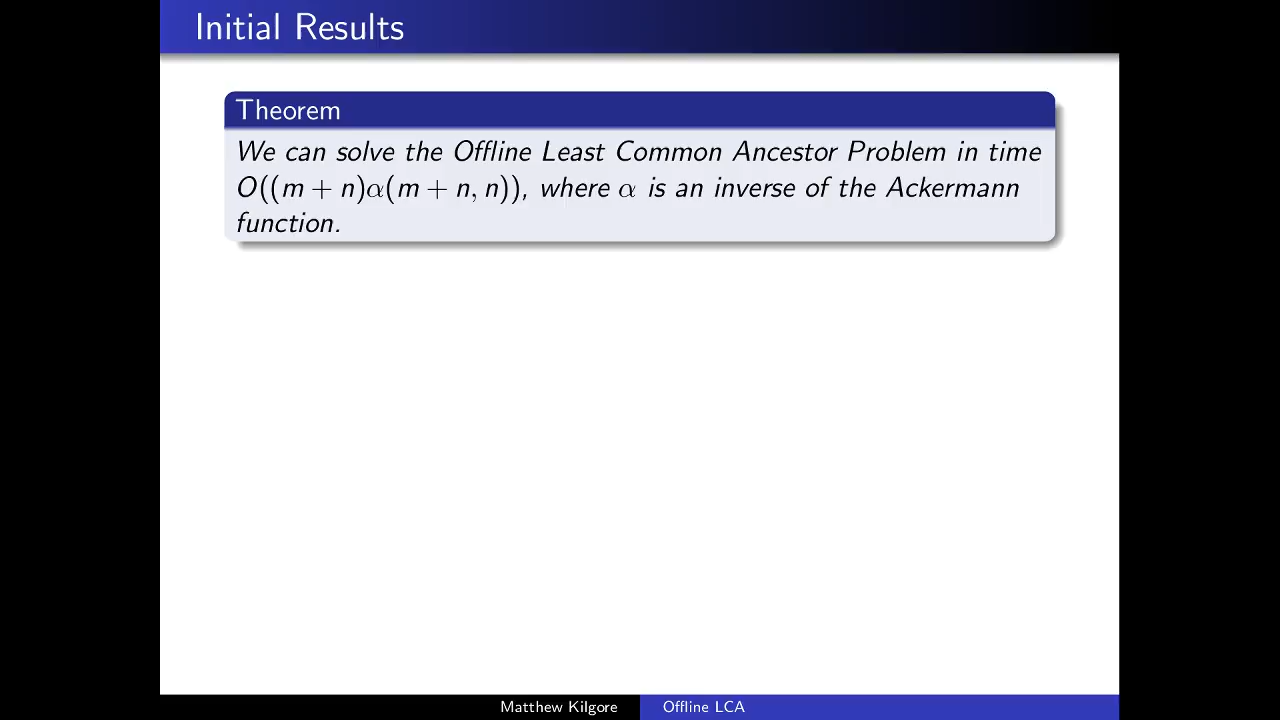 Initial Results
Theorem
We can solve the Offline Least Common Ancestor Problem in time
O((m + n)α(m + n, n)), where α is an inverse of the Ackermann
function.
Matthew Kilgore
Offline LCA